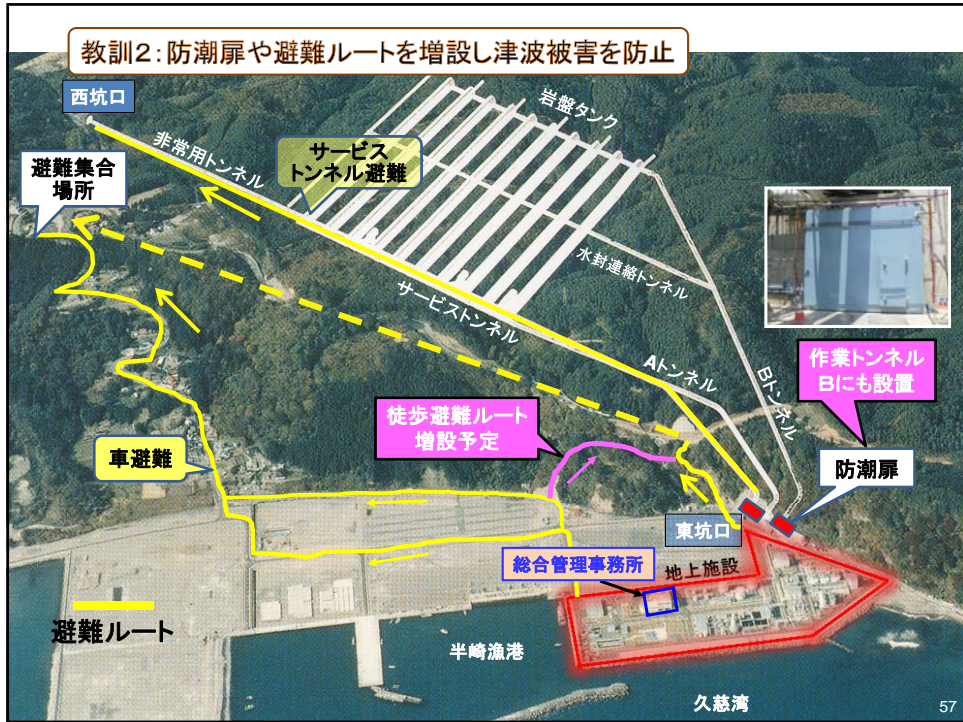 教訓2:防潮扉や避難ルートを増設し津波被害を防止
西坑口
岩盤タンク
非常用トンネル
サービス
トンネル避難
避難集合
場所
水封連絡トンネル
サービストンネル
Aトンネル
Bトンネル
作業トンネル
Bにも設置
徒歩避難ルート
増設予定
車避難
防潮扉
東坑口
総合管理事務所
地上施設
避難ルート
半崎漁港
久慈湾
57